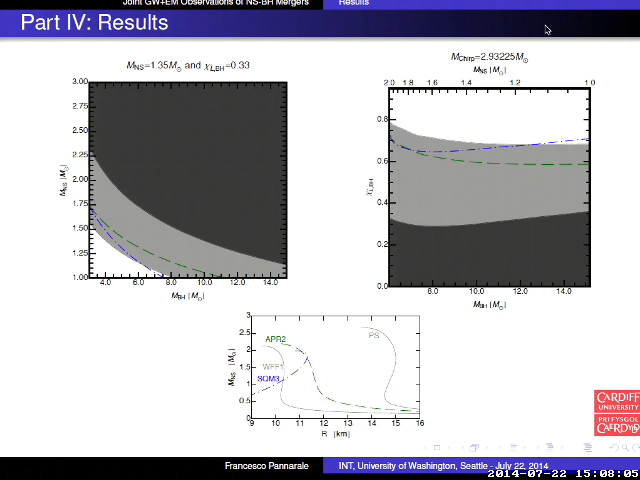 Joint GW+EM Observations of NS-BH Mergers Results
Part IV: Results
M_NS=1.35M_⊙ and χ_L,BH=0.33
3.00
2.75
2.50
2.25
2.00
1.75
1.50
1.25
1.00
M_NS [M_⊙]
4.0 6.0 8.0 10.0 12.0 14.0
M_BH [M_⊙]
M_Chirp=2.93225M_⊙
M_NS [M_⊙]
2.0 1.8 1.6 1.4 1.2 1.0
0.8
0.6
0.4
0.2
0.0
χ_L,BH
8.0 10.0 12.0 14.0
M_BH [M_⊙]
3
2.5
2
1.5
1
0.5
0
M_NS [M_⊙]
APR2
PS
WFF1
SQM3
9 10 11 12 13 14 15 16
R [km]
CARDIFF
UNIVERSITY
PRIFYSGOL
CAERDYDD
Francesco Pannarale INT, University of Washington, Seattle - July 22, 2014
2014-07-22 15:08:05